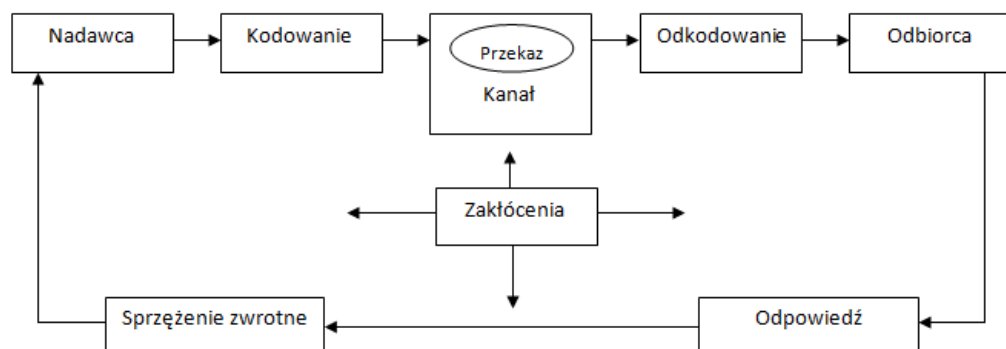 Nadawca
Kodowanie
Przekaz
Kanał
Odkodowanie
Odbiorca
Zakłócenia
Sprzężenie zwrotne
Odpowiedź